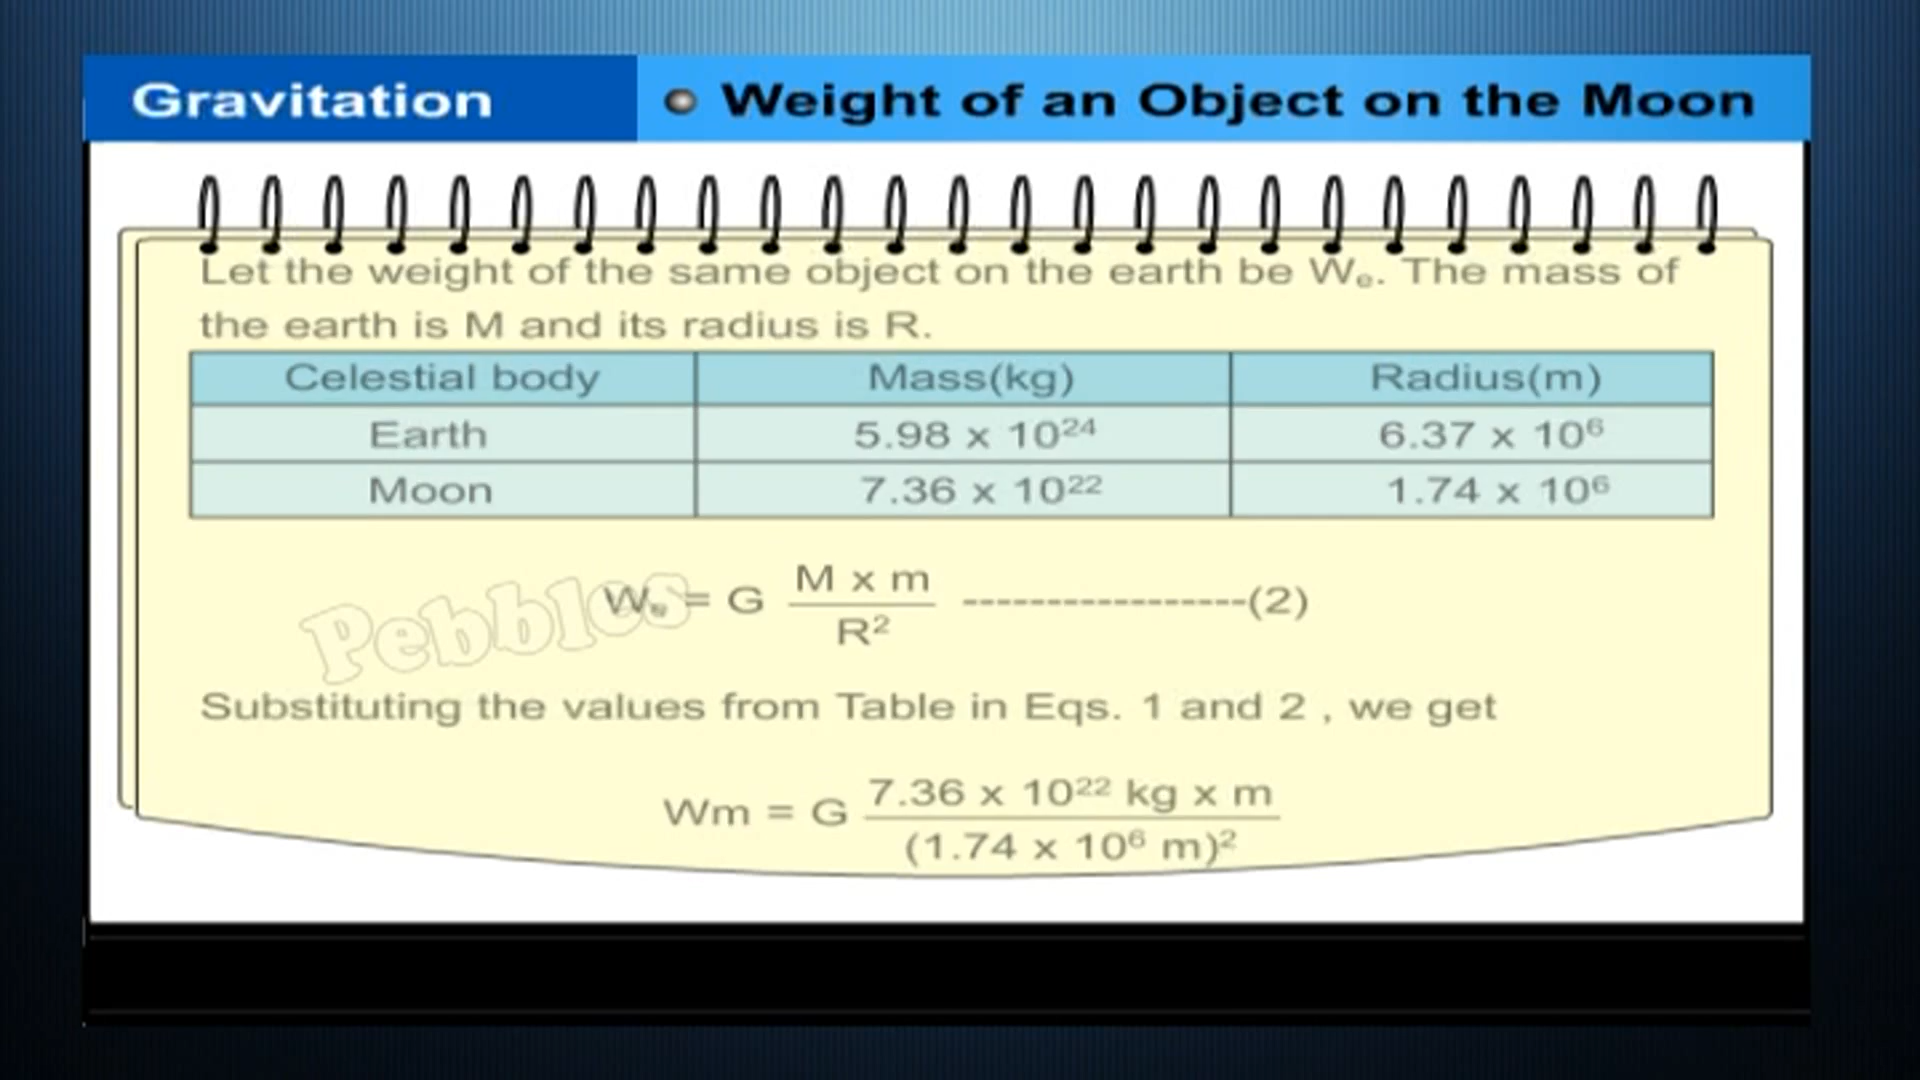 Gravitation
Weight of an Object on the Moon
Let the weight of the same object on the earth be Wₑ. The mass of
the earth is M and its radius is R.
Celestial body Mass(kg) Radius(m)
Earth 5.98 x 10²⁴ 6.37 x 10⁶
Moon 7.36 x 10²² 1.74 x 10⁶
Pebbles
Wₑ = G M x m / R² -----------------(2)
Substituting the values from Table in Eqs. 1 and 2 , we get
Wm = G 7.36 x 10²² kg x m / (1.74 x 10⁶ m)²